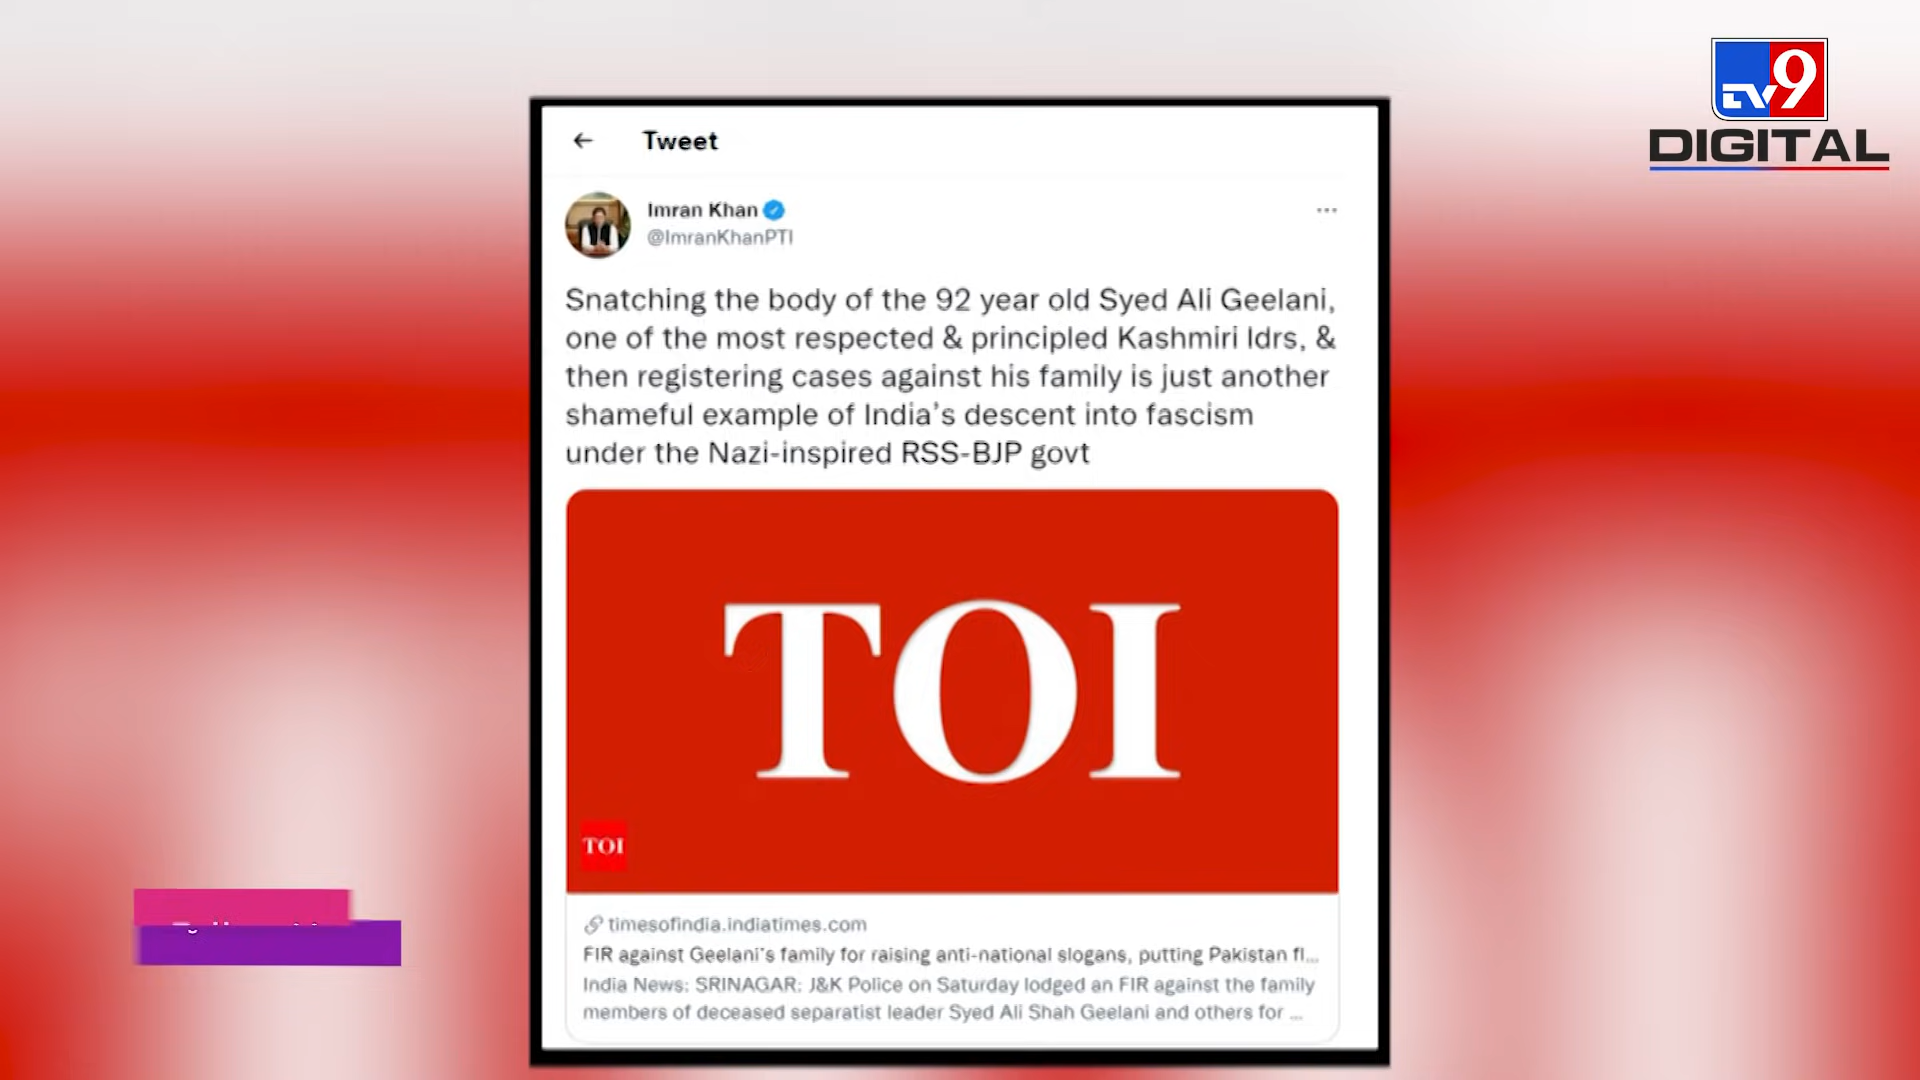 TV9
DIGITAL
Tweet
Imran Khan
@ImranKhanPTI
Snatching the body of the 92 year old Syed Ali Geelani,
one of the most respected & principled Kashmiri ldrs, &
then registering cases against his family is just another
shameful example of India's descent into fascism
under the Nazi-inspired RSS-BJP govt
TOI
TOI
timesofindia.indiatimes.com
FIR against Geelani's family for raising anti-national slogans, putting Pakistan fl...
India News: SRINAGAR: J&K Police on Saturday lodged an FIR against the family
members of deceased separatist leader Syed Ali Shah Geelani and others for ...